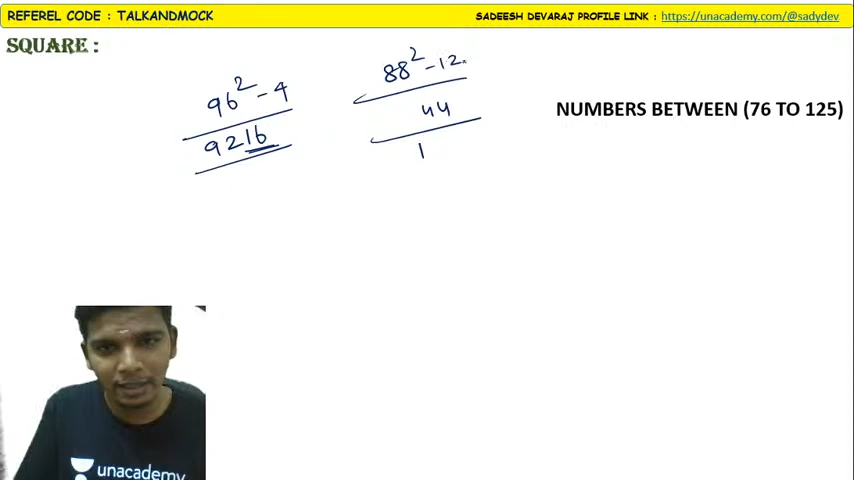 REFEREL CODE : TALKANDMOCK
SADEESH DEVARAJ PROFILE LINK : https://unacademy.com/@sadydev
SQUARE :
96² - 4
9216
88² - 12
44
1
NUMBERS BETWEEN (76 TO 125)
unacademy